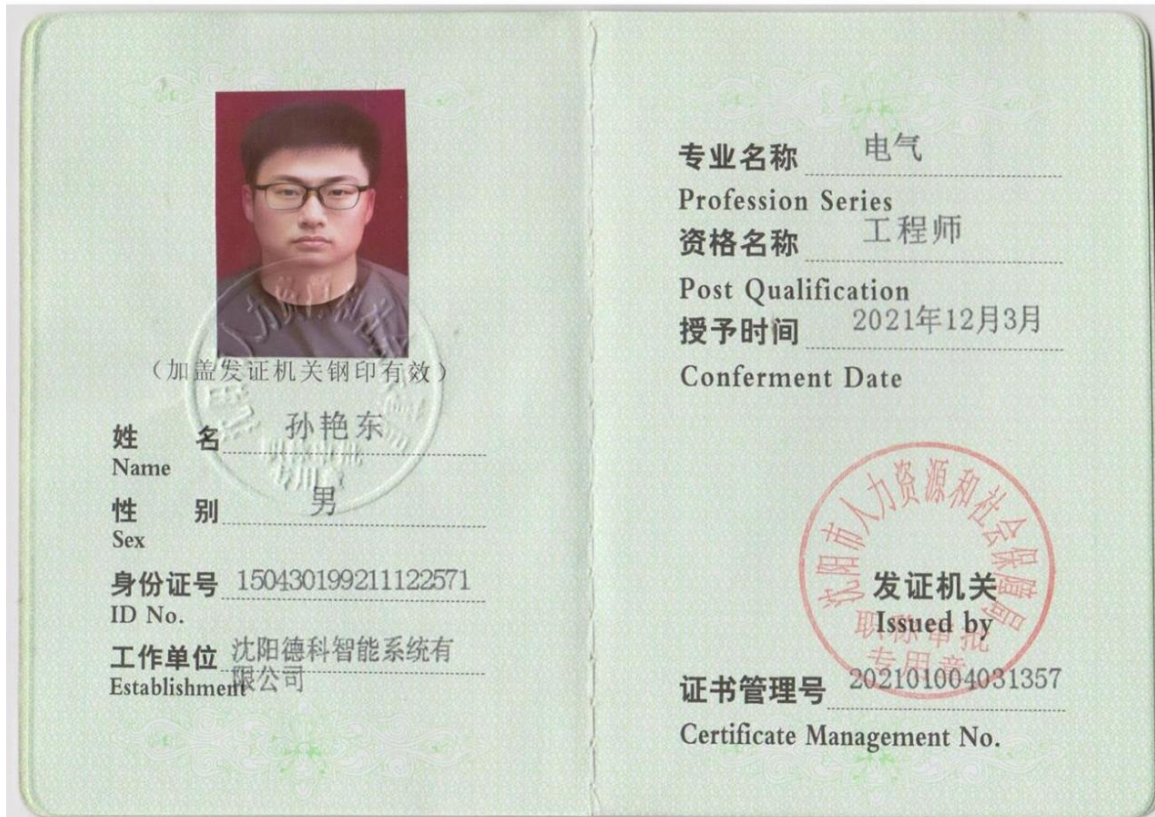 （加盖发证机关钢印有效）
姓 名 孙艳东
Name
性 别 男
Sex
身份证号 150430199211122571
ID No.
工作单位 沈阳德科智能系统有
Establishment 限公司
专业名称 电气
Profession Series
资格名称 工程师
Post Qualification
授予时间 2021年12月3月
Conferment Date
沈阳市人力资源和社会保障局
发证机关
Issued by
职称审批
专用章
证书管理号 202101004031357
Certificate Management No.